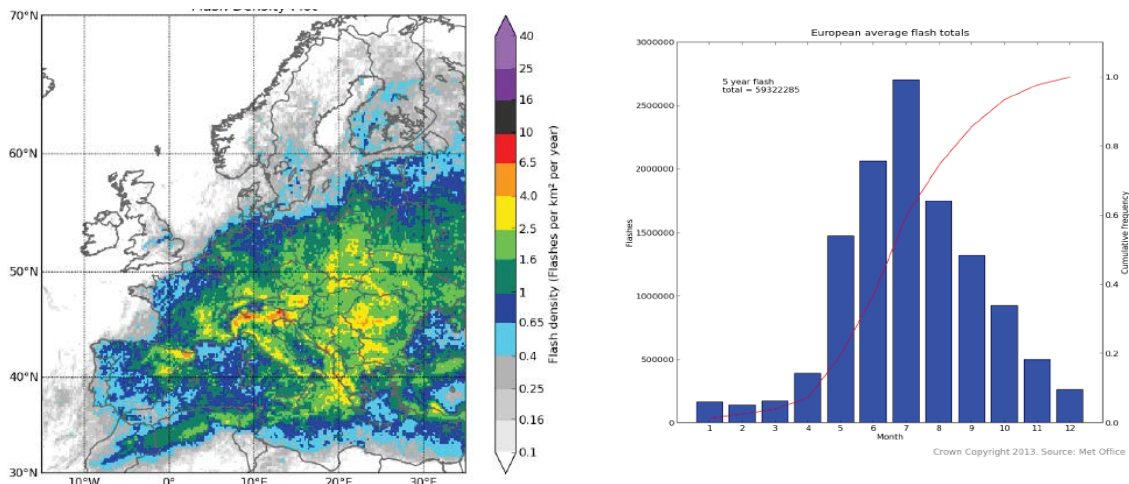 Flash Density Plot
70°N
60°N
50°N
40°N
30°N
10°W
0°
10°E
20°E
30°E
40
25
16
10
6.5
4.0
2.5
1.6
1
0.65
0.4
0.25
0.16
0.1
Flash density (Flashes per km² per year)
European average flash totals
5 year flash
total = 59322285
3000000
2500000
2000000
1500000
1000000
500000
0
Flashes
1.0
0.8
0.6
0.4
0.2
0.0
Cumulative frequency
1 2 3 4 5 6 7 8 9 10 11 12
Month
Crown Copyright 2013. Source: Met Office